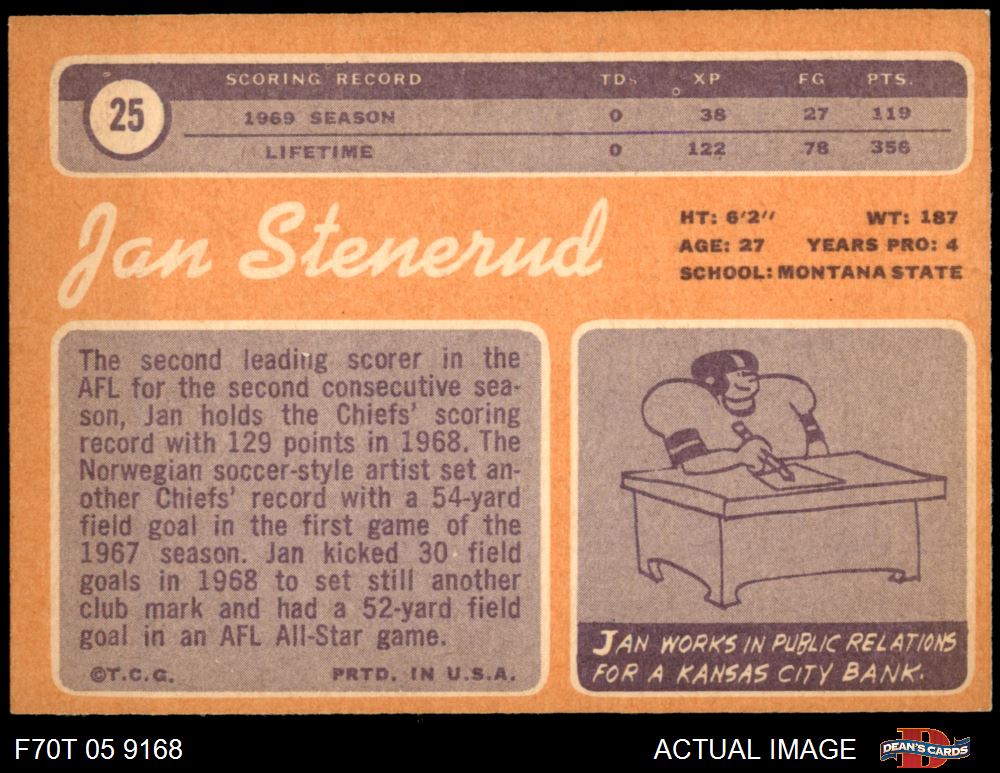 25
SCORING RECORD TDs XP FG PTS.
1969 SEASON 0 38 27 119
LIFETIME 0 122 78 356
Jan Stenerud
HT: 6'2" WT: 187
AGE: 27 YEARS PRO: 4
SCHOOL: MONTANA STATE
The second leading scorer in the
AFL for the second consecutive sea-
son, Jan holds the Chiefs' scoring
record with 129 points in 1968. The
Norwegian soccer-style artist set an-
other Chiefs' record with a 54-yard
field goal in the first game of the
1967 season. Jan kicked 30 field
goals in 1968 to set still another
club mark and had a 52-yard field
goal in an AFL All-Star game.
©T.C.G. PRTD. IN U.S.A.
JAN WORKS IN PUBLIC RELATIONS
FOR A KANSAS CITY BANK.
F70T 05 9168 ACTUAL IMAGE
DEAN'S CARDS